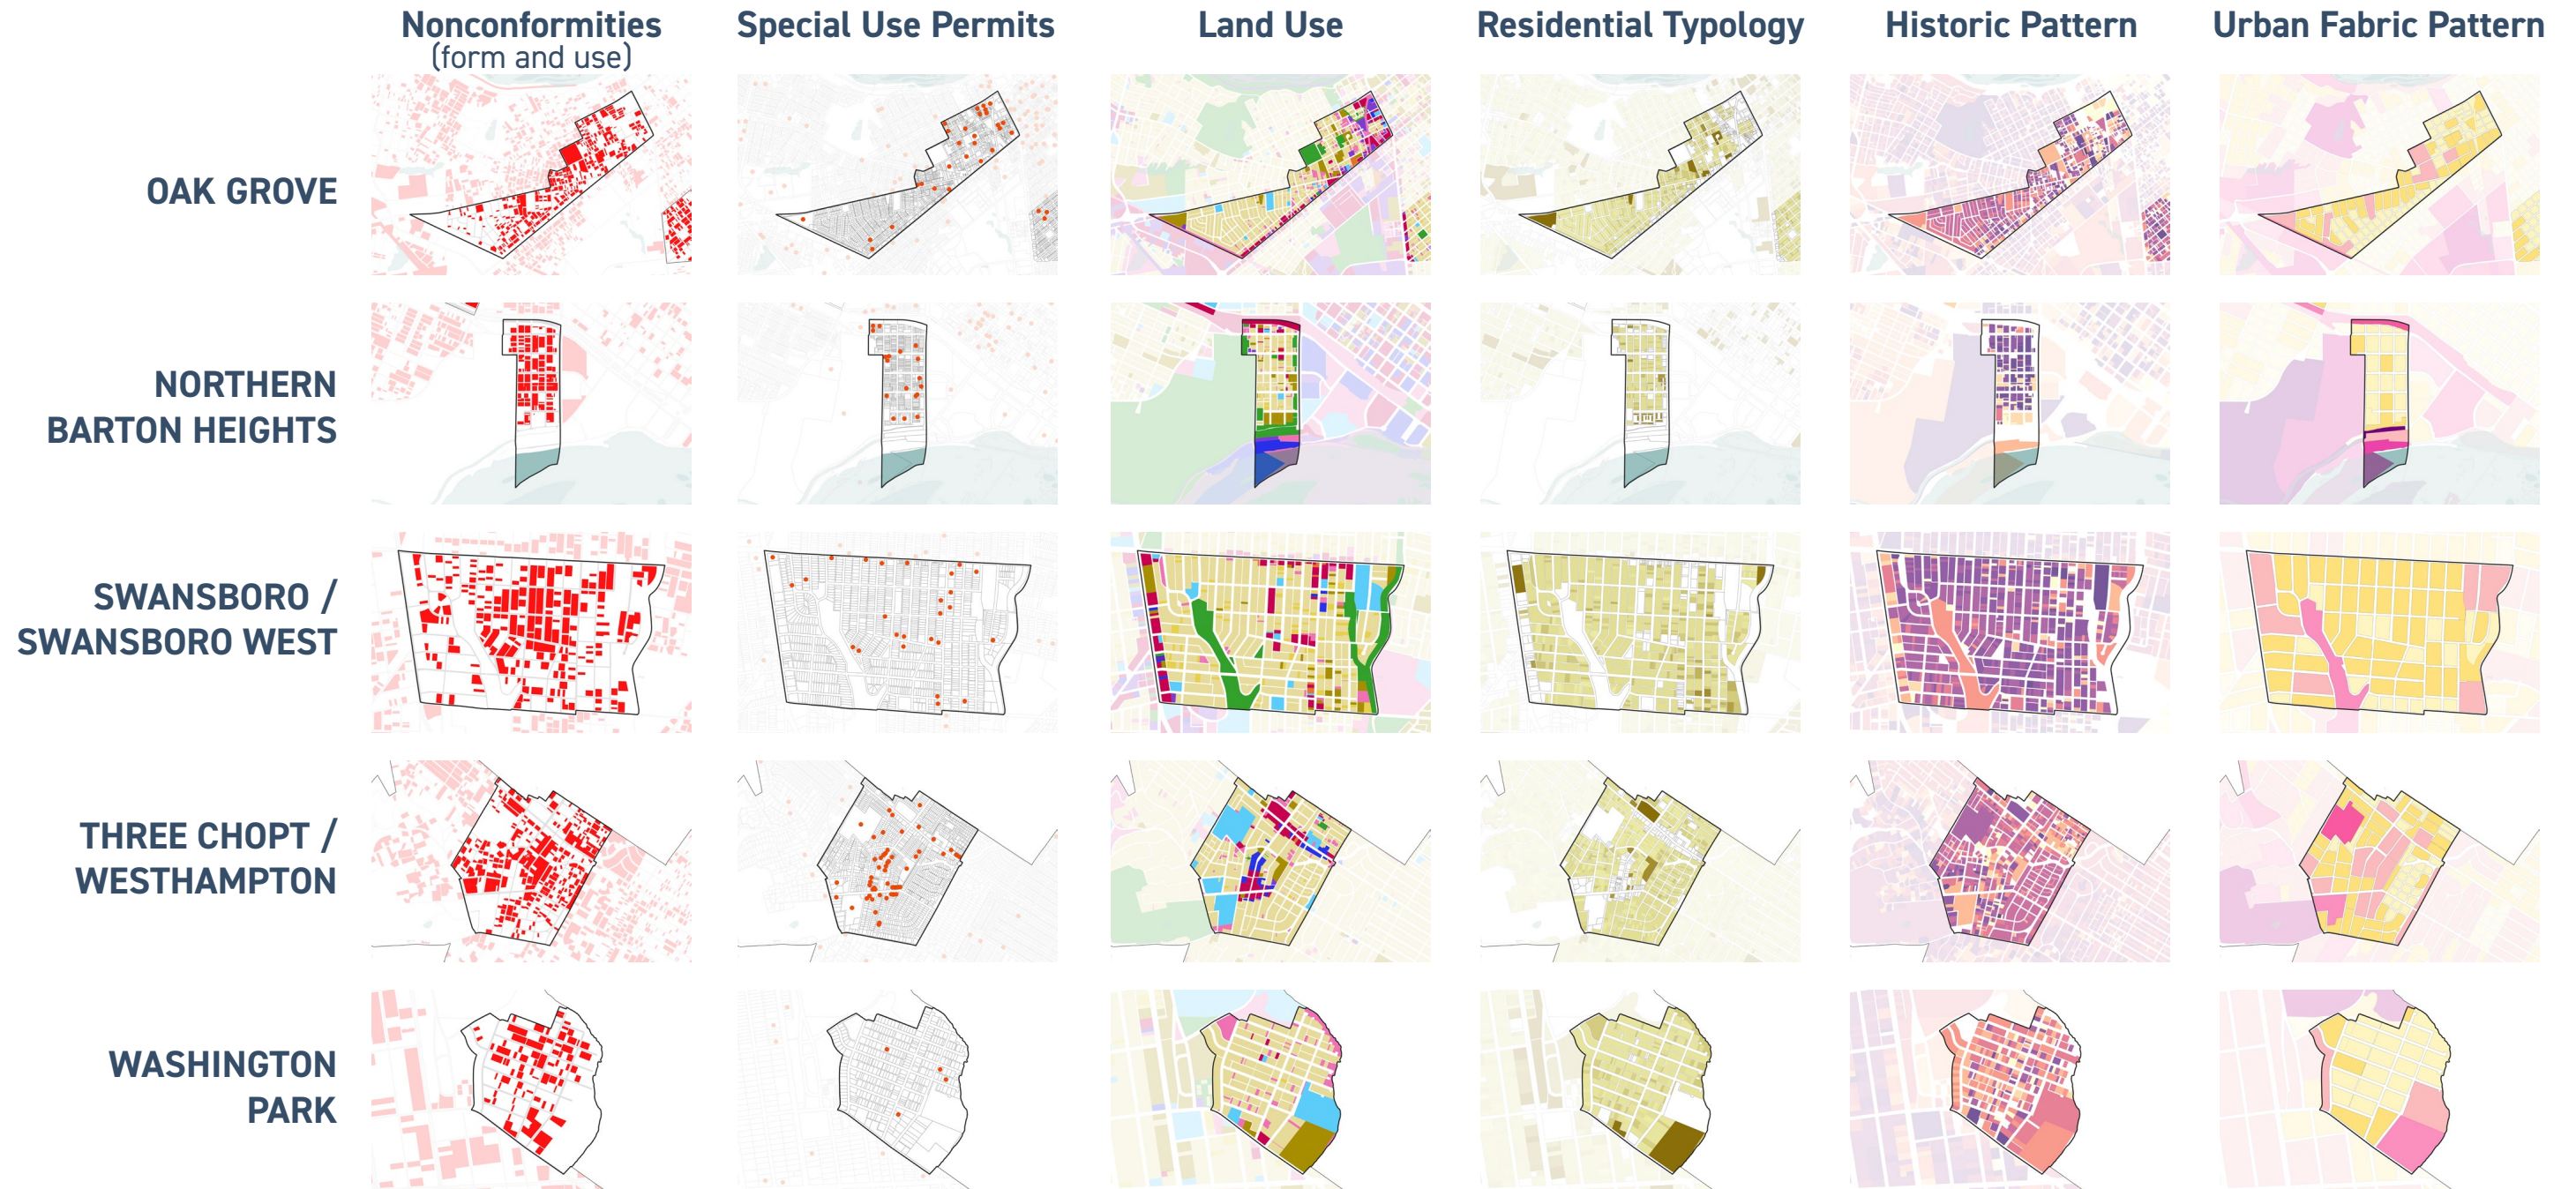 Nonconformities
(form and use)
Special Use Permits
Land Use
Residential Typology
Historic Pattern
Urban Fabric Pattern
OAK GROVE
NORTHERN
BARTON HEIGHTS
SWANSBORO /
SWANSBORO WEST
THREE CHOPT /
WESTHAMPTON
WASHINGTON
PARK